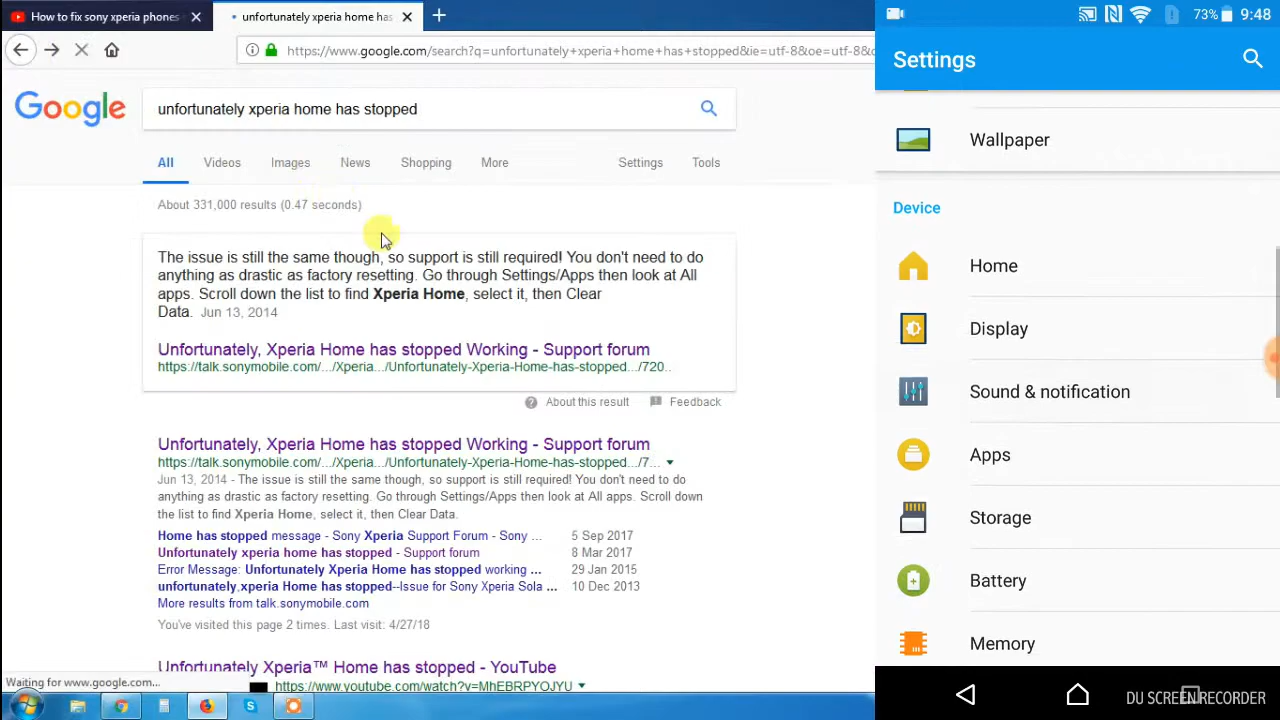 How to fix sony xperia phones
unfortunately xperia home has
https://www.google.com/search?q=unfortunately+xperia+home+has+stopped&ie=utf-8&oe=utf-8&
Google
unfortunately xperia home has stopped
All Videos Images News Shopping More Settings Tools
About 331,000 results (0.47 seconds)
The issue is still the same though, so support is still required! You don't need to do
anything as drastic as factory resetting. Go through Settings/Apps then look at All
apps. Scroll down the list to find Xperia Home, select it, then Clear
Data. Jun 13, 2014
Unfortunately, Xperia Home has stopped Working - Support forum
https://talk.sonymobile.com/.../Xperia.../Unfortunately-Xperia-Home-has-stopped.../720..
About this result Feedback
Unfortunately, Xperia Home has stopped Working - Support forum
https://talk.sonymobile.com/.../Xperia.../Unfortunately-Xperia-Home-has-stopped.../7...
Jun 13, 2014 - The issue is still the same though, so support is still required! You don't need to do
anything as drastic as factory resetting. Go through Settings/Apps then look at All apps. Scroll down
the list to find Xperia Home, select it, then Clear Data.
Home has stopped message - Sony Xperia Support Forum - Sony ... 5 Sep 2017
Unfortunately xperia home has stopped - Support forum 8 Mar 2017
Error Message: Unfortunately Xperia Home has stopped working ... 29 Jan 2015
unfortunately,xperia Home has stopped--Issue for Sony Xperia Sola ... 10 Dec 2013
More results from talk.sonymobile.com
You've visited this page 2 times. Last visit: 4/27/18
Unfortunately Xperia™ Home has stopped - YouTube
Waiting for www.google.com...
https://www.youtube.com/watch?v=MhEBRPYOJYU
73% 9:48
Settings
Wallpaper
Device
Home
Display
Sound & notification
Apps
Storage
Battery
Memory
DU SCREEN RECORDER